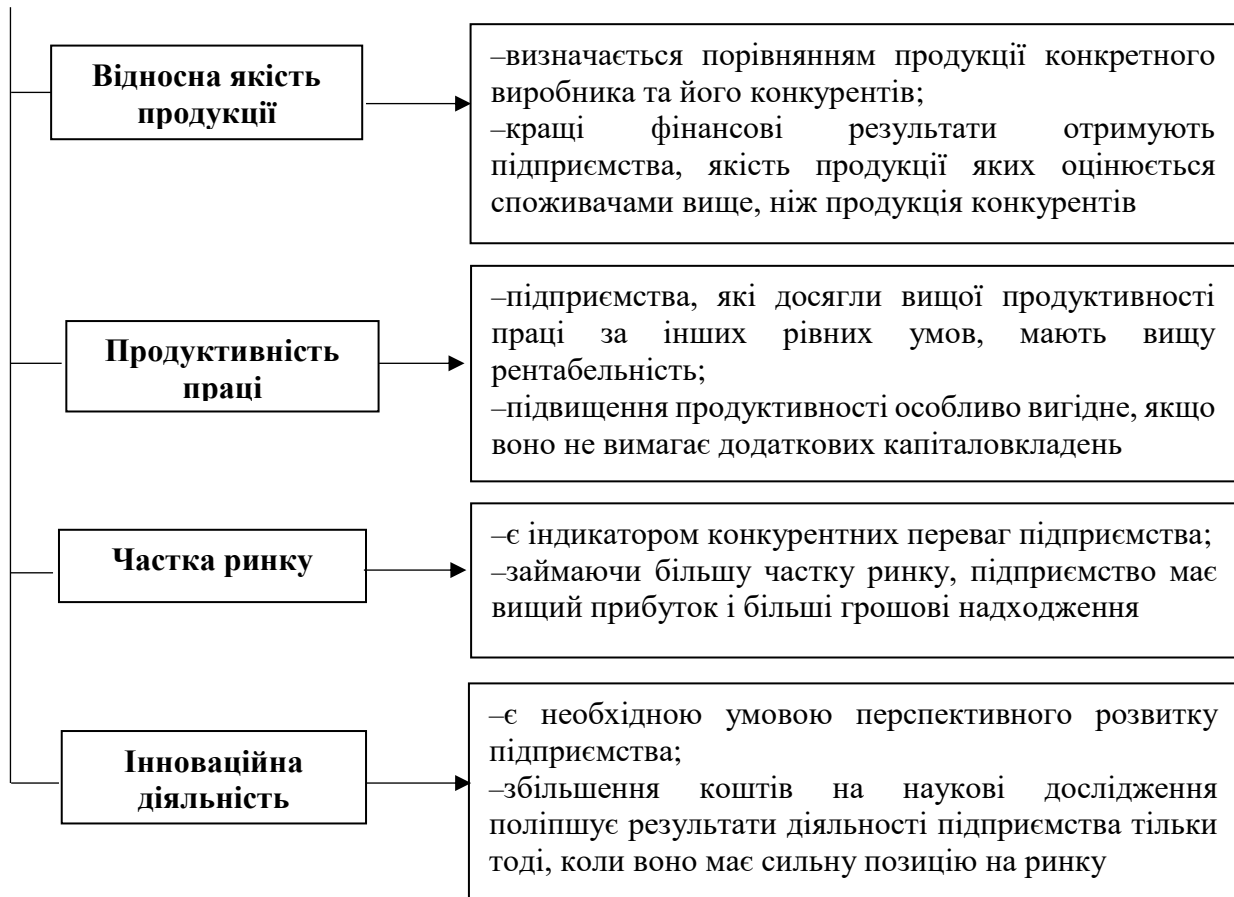 Відносна якість
продукції
–визначається порівнянням продукції конкретного
виробника та його конкурентів;
–кращі фінансові результати отримують
підприємства, якість продукції яких оцінюється
споживачами вище, ніж продукція конкурентів
Продуктивність
праці
–підприємства, які досягли вищої продуктивності
праці за інших рівних умов, мають вищу
рентабельність;
–підвищення продуктивності особливо вигідне, якщо
воно не вимагає додаткових капіталовкладень
Частка ринку
–є індикатором конкурентних переваг підприємства;
–займаючи більшу частку ринку, підприємство має
вищий прибуток і більші грошові надходження
Інноваційна
діяльність
–є необхідною умовою перспективного розвитку
підприємства;
–збільшення коштів на наукові дослідження
поліпшує результати діяльності підприємства тільки
тоді, коли воно має сильну позицію на ринку